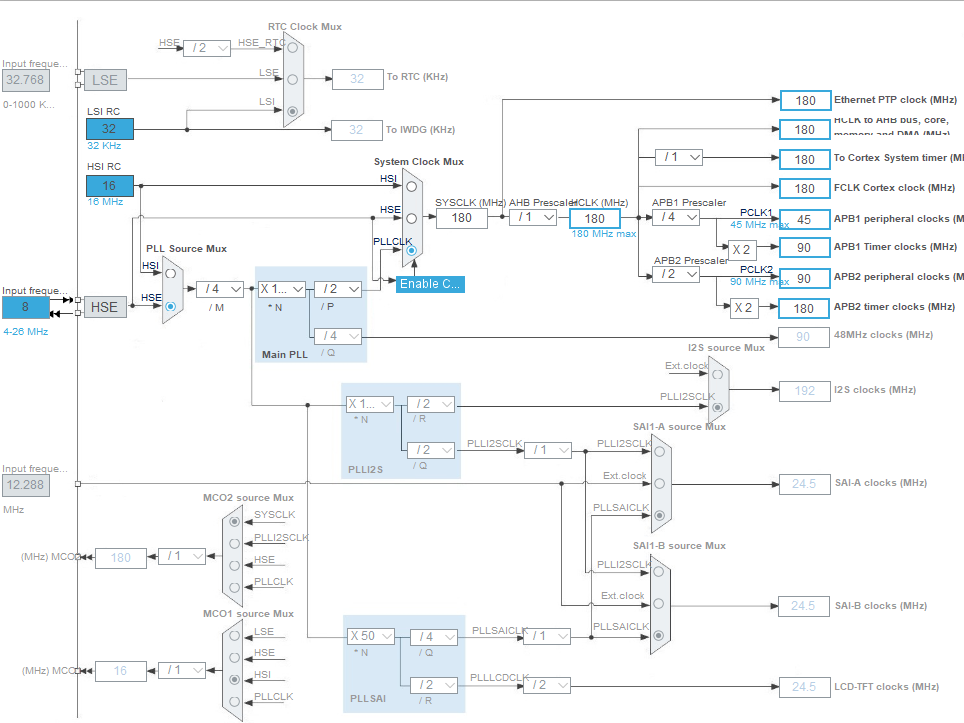 RTC Clock Mux
HSE
/ 2
HSE_RTC
Input freque...
32.768
0-1000 K...
LSE
LSE
32
To RTC (KHz)
LSI
LSI RC
32
32 KHz
32
To IWDG (KHz)
180
Ethernet PTP clock (MHz)
180
HCLK to AHB bus, core,
memory and DMA (MHz)
/ 1
180
To Cortex System timer (M
180
FCLK Cortex clock (MHz)
HSI RC
16
16 MHz
System Clock Mux
HSI
HSE
PLLCLK
SYSCLK (MHz)
180
AHB Prescaler
/ 1
HCLK (MHz)
180
180 MHz max
APB1 Prescaler
/ 4
PCLK1
45 MHz max
45
APB1 peripheral clocks (M
X 2
90
APB1 Timer clocks (MHz)
APB2 Prescaler
/ 2
PCLK2
90 MHz max
90
APB2 peripheral clocks (M
X 2
180
APB2 timer clocks (MHz)
Enable C...
PLL Source Mux
HSI
HSE
Input freque...
8
4-26 MHz
HSE
/ 4
/ M
X 1...
* N
/ 2
/ P
/ 4
/ Q
Main PLL
90
48MHz clocks (MHz)
I2S source Mux
Ext.clock
PLLI2SCLK
192
I2S clocks (MHz)
X 1...
* N
/ 2
/ R
/ 2
/ Q
PLLI2S
PLLI2SCLK
/ 1
SAI1-A source Mux
PLLI2SCLK
Ext.clock
PLLSAICLK
24.5
SAI-A clocks (MHz)
Input freque...
12.288
MHz
MCO2 source Mux
SYSCLK
PLLI2SCLK
HSE
PLLCLK
(MHz) MCO2
180
/ 1
SAI1-B source Mux
PLLI2SCLK
Ext.clock
PLLSAICLK
24.5
SAI-B clocks (MHz)
MCO1 source Mux
LSE
HSE
HSI
PLLCLK
(MHz) MCO
16
/ 1
X 50
* N
/ 4
/ Q
/ 2
/ R
PLLSAI
PLLSAICLK
/ 1
PLLLCDCLK
/ 2
24.5
LCD-TFT clocks (MHz)